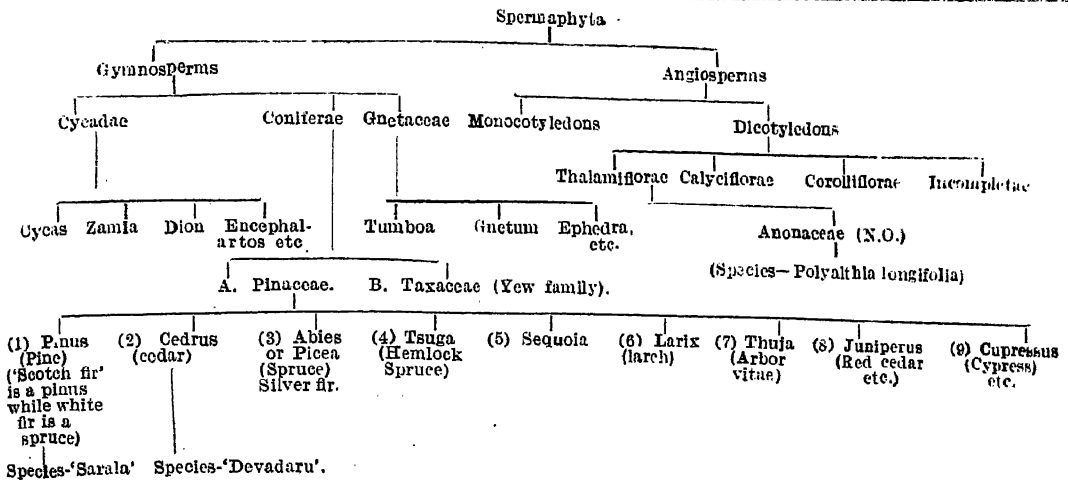 Spermaphyta
Gymnosperms
Angiosperms
Cycadae
Coniferae
Gnetaceae
Monocotyledons
Dicotyledons
Thalamiflorae
Calyciflorae
Corolliflorae
Incompletae
Cycas
Zamia
Dion
Encephal-
artos etc
Tumboa
Gnetum
Ephedra,
etc.
Anonaceae (N.O.)
(Species—Polyalthia longifolia)
A. Pinaceae.
B. Taxaceae (Yew family).
(1) Pinus
(Pine)
('Scotch fir'
is a pinus
while white
fir is a
spruce)
Species-'Sarala'
(2) Cedrus
(cedar)
Species-'Devadaru'.
(3) Abies
or Picea
(Spruce)
Silver fir.
(4) Tsuga
(Hemlock
Spruce)
(5) Sequoia
(6) Larix
(larch)
(7) Thuja
(Arbor
vitae)
(8) Juniperus
(Red cedar
etc.)
(9) Cupressus
(Cypress)
etc.